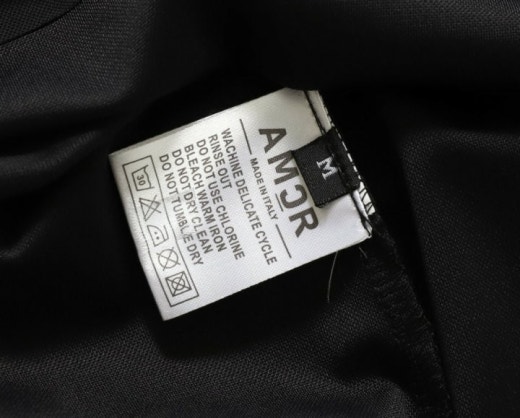 M
AMƆR
MADE IN ITALY
WACHINE DELICATE CYCLE
RINSE OUT
DO NOT USE CHLORINE
BLEACH WARM IRON
DO NOT DRY CLEAN
DO NOT TUMBLE DRY
30